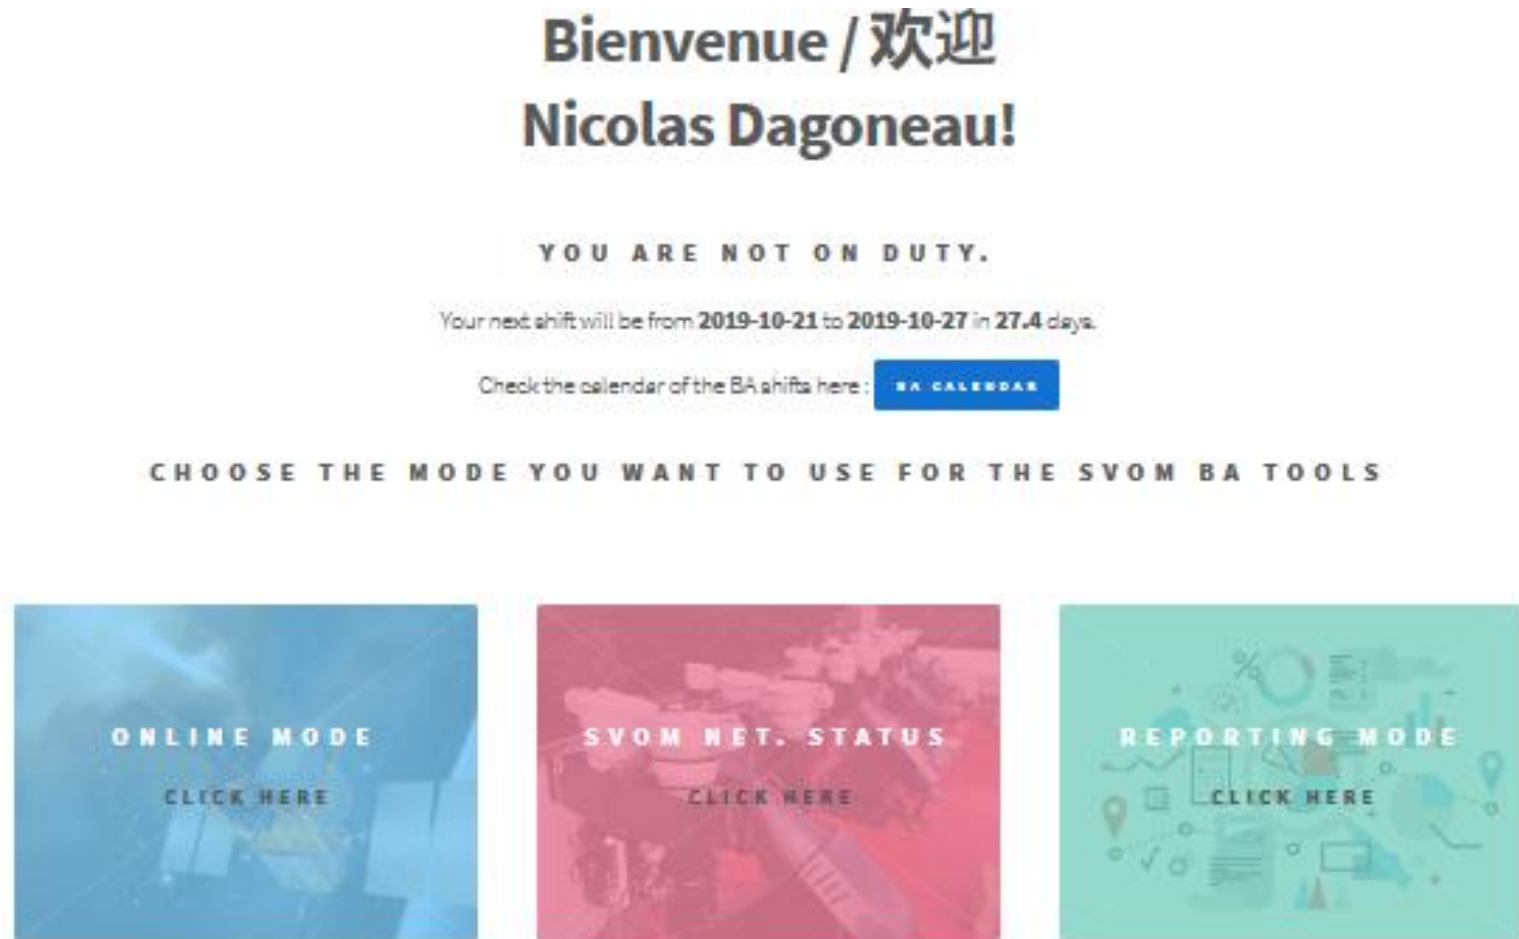 Bienvenue / 欢迎
Nicolas Dagoneau!
YOU ARE NOT ON DUTY.
Your next shift will be from 2019-10-21 to 2019-10-27 in 27.4 days.
Check the calendar of the BA shifts here : BA CALENDAR
CHOOSE THE MODE YOU WANT TO USE FOR THE SVOM BA TOOLS
ONLINE MODE
CLICK HERE
SVOM NET. STATUS
CLICK HERE
REPORTING MODE
CLICK HERE